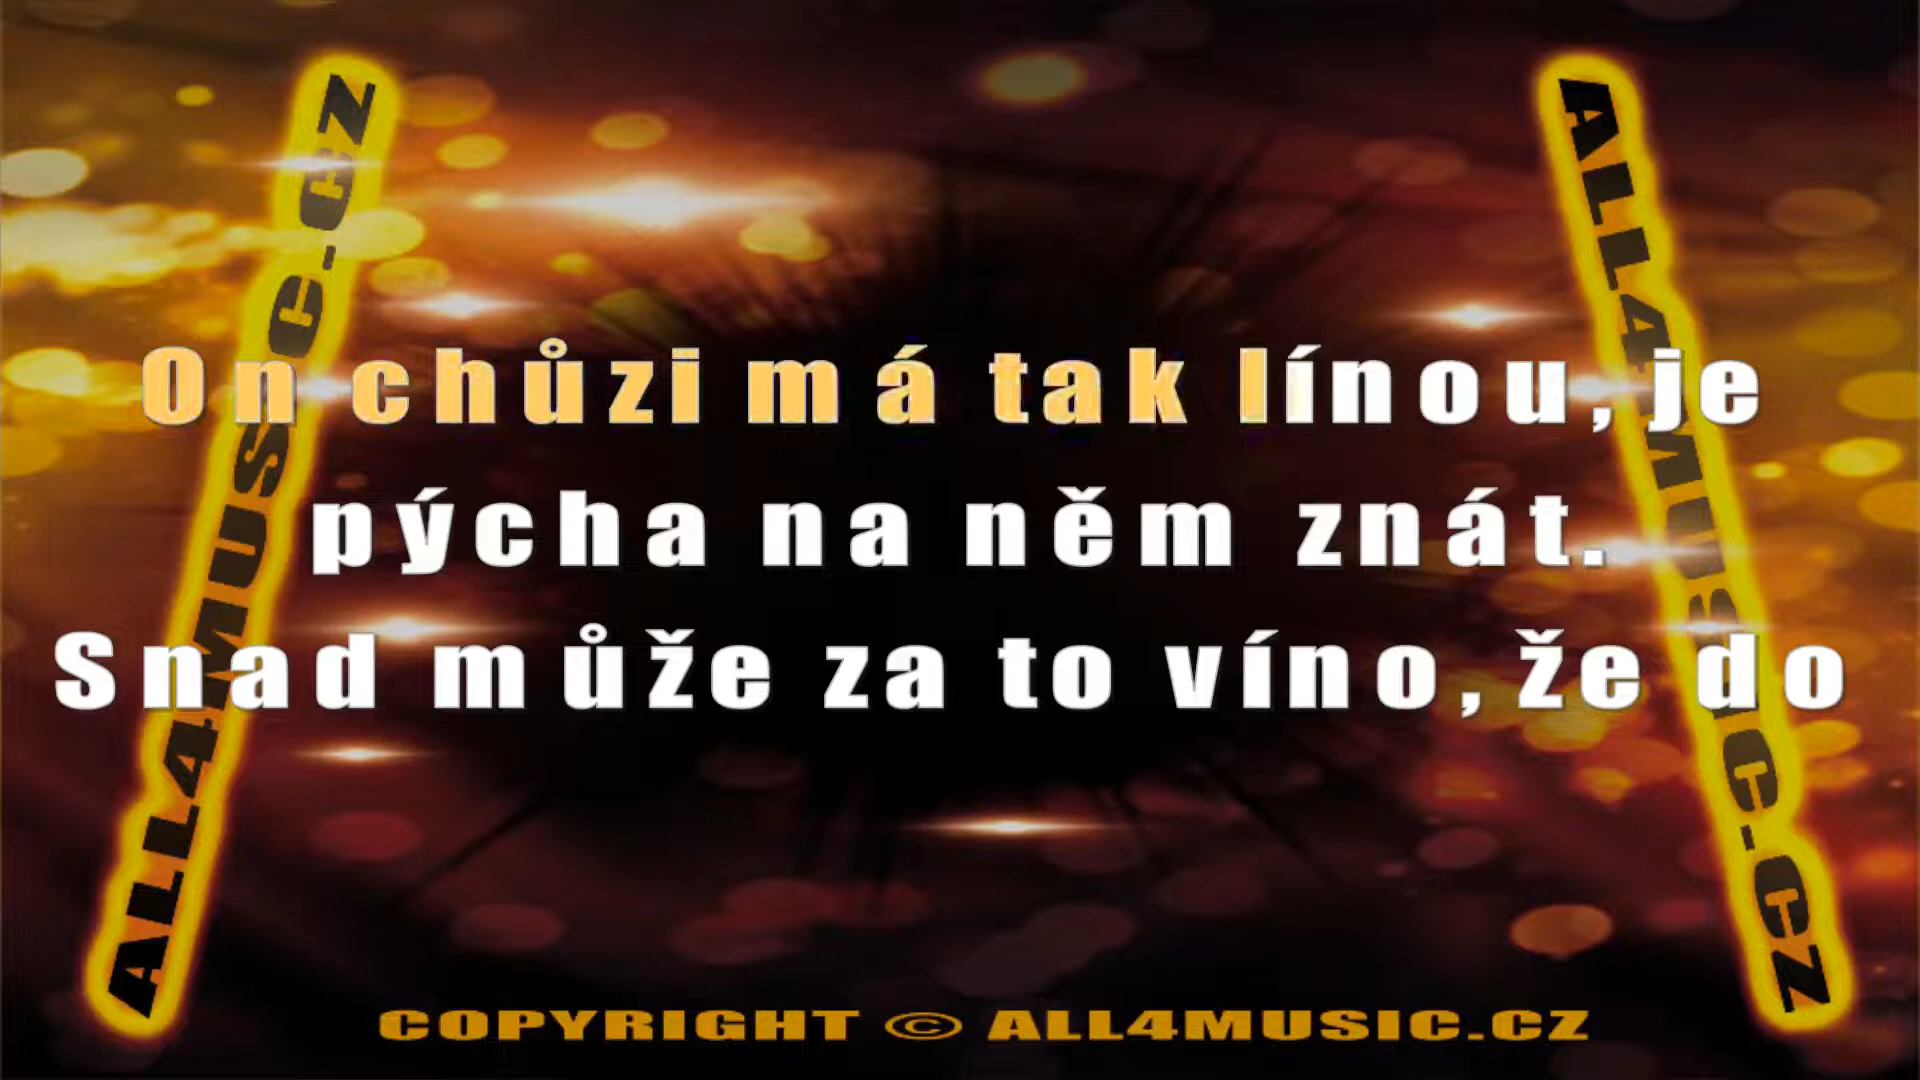 ALL4MUSIC.CZ
ALL4MUSIC.CZ
On chůzi má tak línou, je
pýcha na něm znát.
Snad může za to víno, že do
COPYRIGHT © ALL4MUSIC.CZ